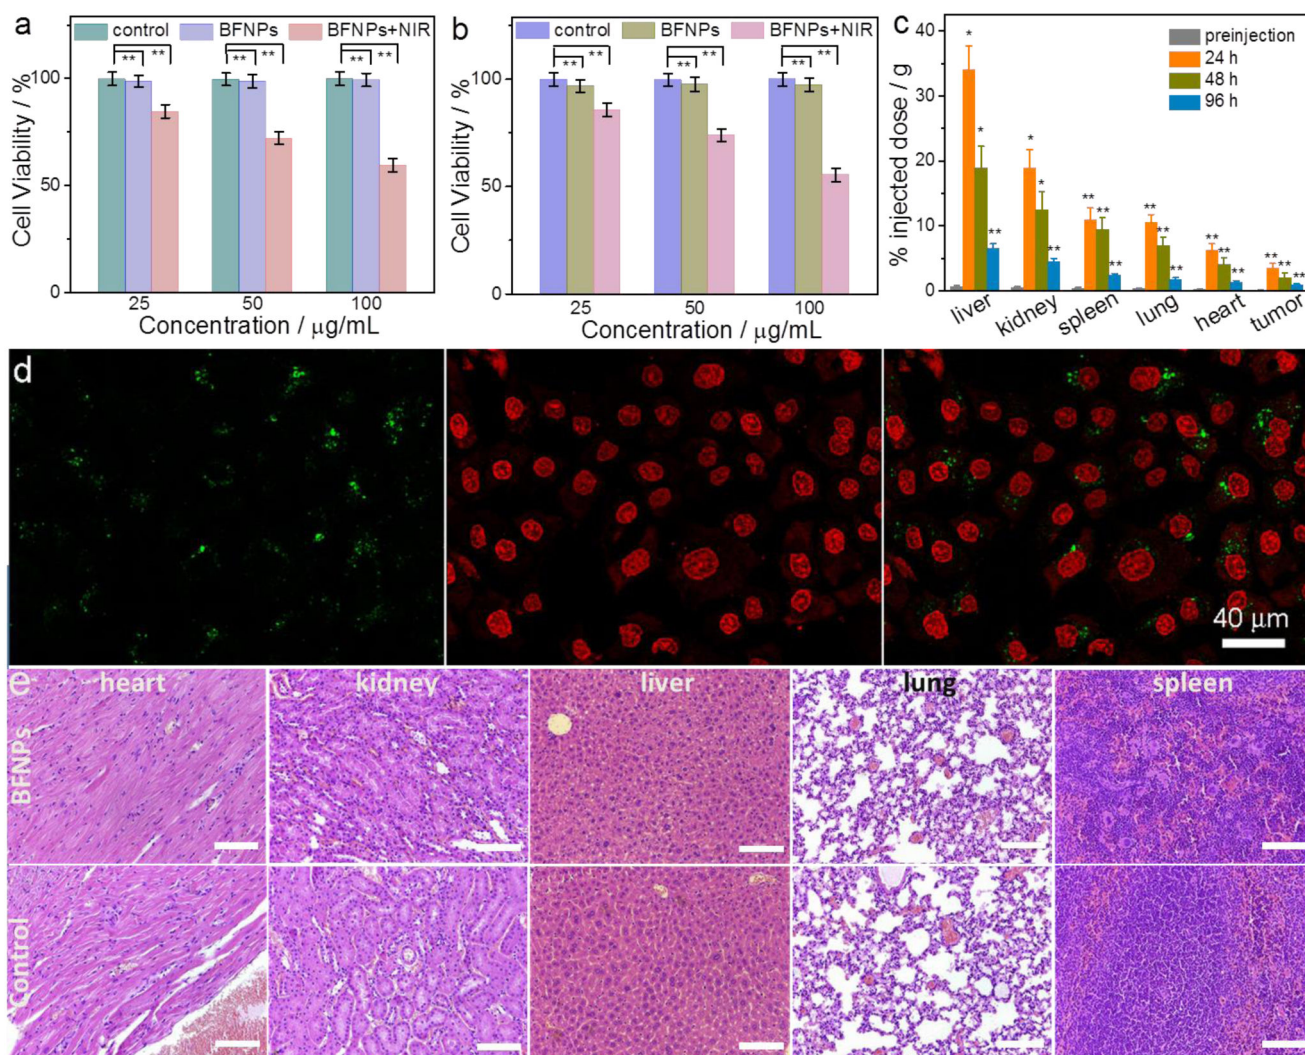 a
control BFNPs BFNPs+NIR
** ** ** ** ** **
Cell Viability / %
100
50
0
25 50 100
Concentration / μg/mL
b
control BFNPs BFNPs+NIR
** ** ** ** ** **
Cell Viability / %
100
50
0
25 50 100
Concentration / μg/mL
c
preinjection
24 h
48 h
96 h
% injected dose / g
40
30
20
10
0
* * **
* * **
** ** **
** ** **
** ** **
** ** **
liver kidney spleen lung heart tumor
d
40 μm
e
heart kidney liver lung spleen
BFNPs
Control